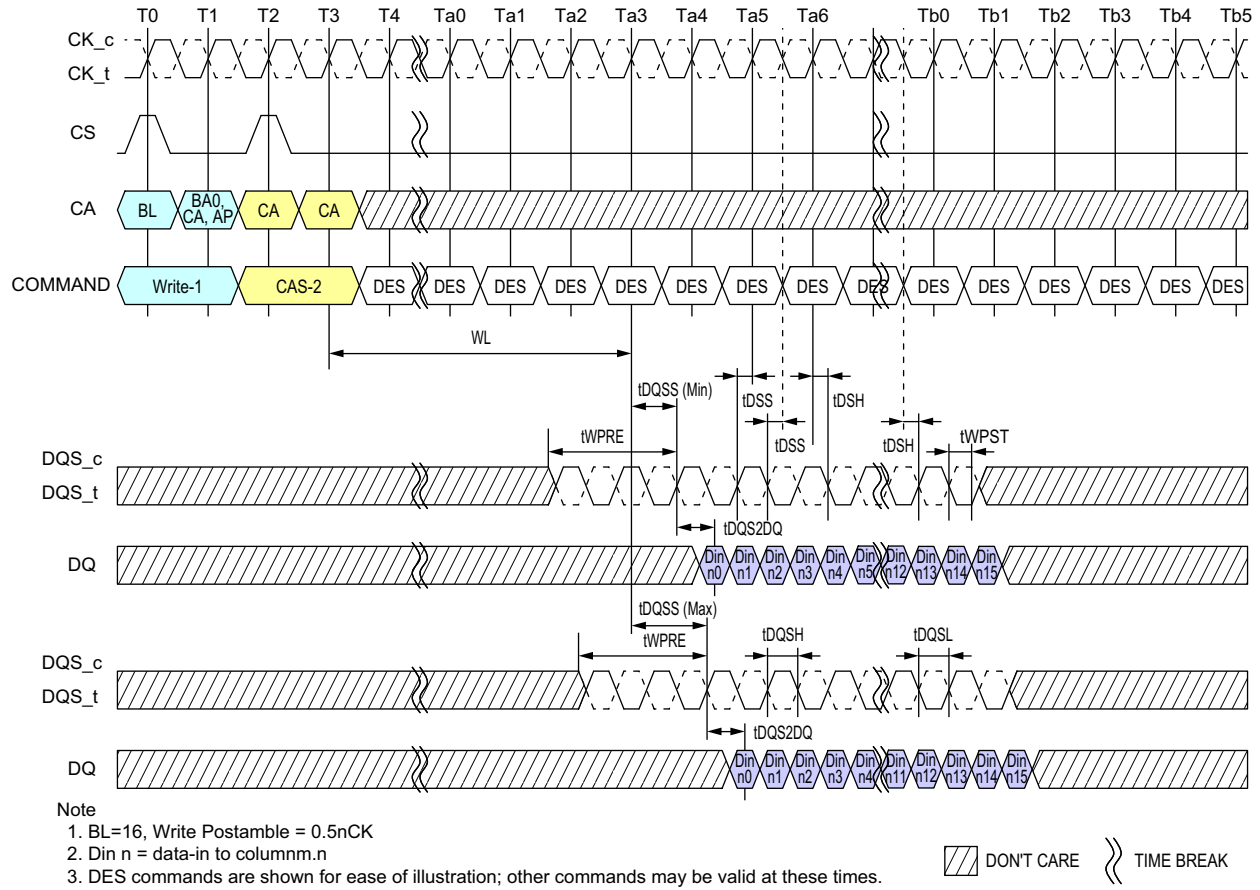 T0 T1 T2 T3 T4 Ta0 Ta1 Ta2 Ta3 Ta4 Ta5 Ta6 Tb0 Tb1 Tb2 Tb3 Tb4 Tb5
CK_c
CK_t
CS
CA BL BA0, CA, AP CA CA
COMMAND Write-1 CAS-2 DES DES DES DES DES DES DES DES DES DES DES DES DES DES
WL
tDQSS (Min) tDSS tDSH
tWPRE tDSS tDSH tWPST
DQS_c
DQS_t
tDQS2DQ
DQ Din n0 Din n1 Din n2 Din n3 Din n4 Din n5 Din n12 Din n13 Din n14 Din n15
tDQSS (Max)
tWPRE tDQSH tDQSL
DQS_c
DQS_t
tDQS2DQ
DQ Din n0 Din n1 Din n2 Din n3 Din n4 Din n11 Din n12 Din n13 Din n14 Din n15
Note
1. BL=16, Write Postamble = 0.5nCK
2. Din n = data-in to columnm.n
3. DES commands are shown for ease of illustration; other commands may be valid at these times.
DON'T CARE TIME BREAK